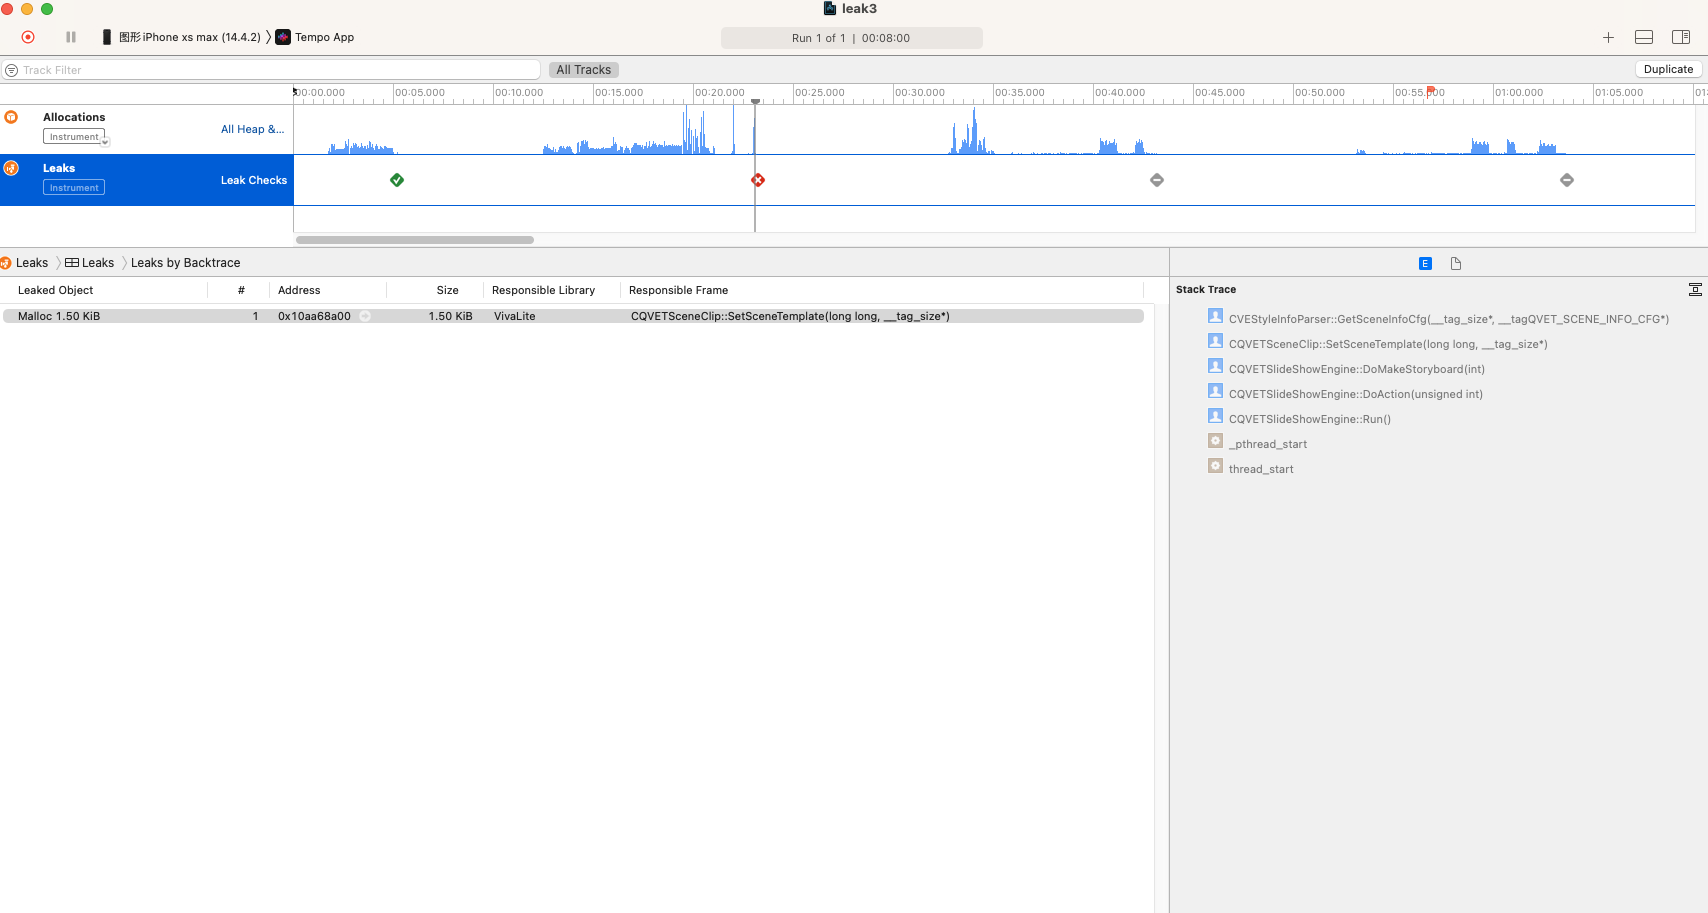 leak3
图形iPhone xs max (14.4.2) 〉 Tempo App
Run 1 of 1 | 00:08:00
Track Filter
All Tracks
Duplicate
00:00.000 00:05.000 00:10.000 00:15.000 00:20.000 00:25.000 00:30.000 00:35.000 00:40.000 00:45.000 00:50.000 00:55.000 01:00.000 01:05.000
Allocations
Instrument
All Heap &...
Leaks
Instrument
Leak Checks
Leaks 〉 Leaks 〉 Leaks by Backtrace
Leaked Object # Address Size Responsible Library Responsible Frame
Malloc 1.50 KiB 1 0x10aa68a00 1.50 KiB VivaLite CQVETSceneClip::SetSceneTemplate(long long, __tag_size*)
E
Stack Trace
CVEStyleInfoParser::GetSceneInfoCfg(__tag_size*, __tagQVET_SCENE_INFO_CFG*)
CQVETSceneClip::SetSceneTemplate(long long, __tag_size*)
CQVETSlideShowEngine::DoMakeStoryboard(int)
CQVETSlideShowEngine::DoAction(unsigned int)
CQVETSlideShowEngine::Run()
_pthread_start
thread_start